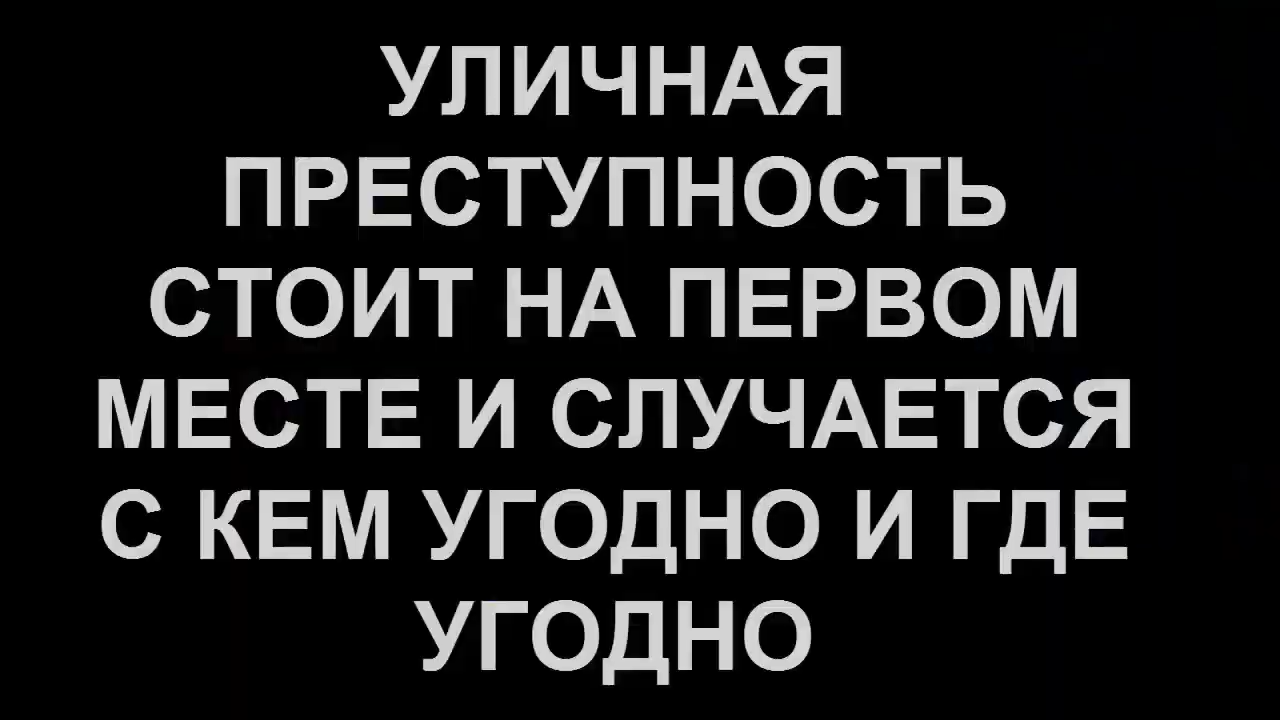 УЛИЧНАЯ
ПРЕСТУПНОСТЬ
СТОИТ НА ПЕРВОМ
МЕСТЕ И СЛУЧАЕТСЯ
С КЕМ УГОДНО И ГДЕ
УГОДНО